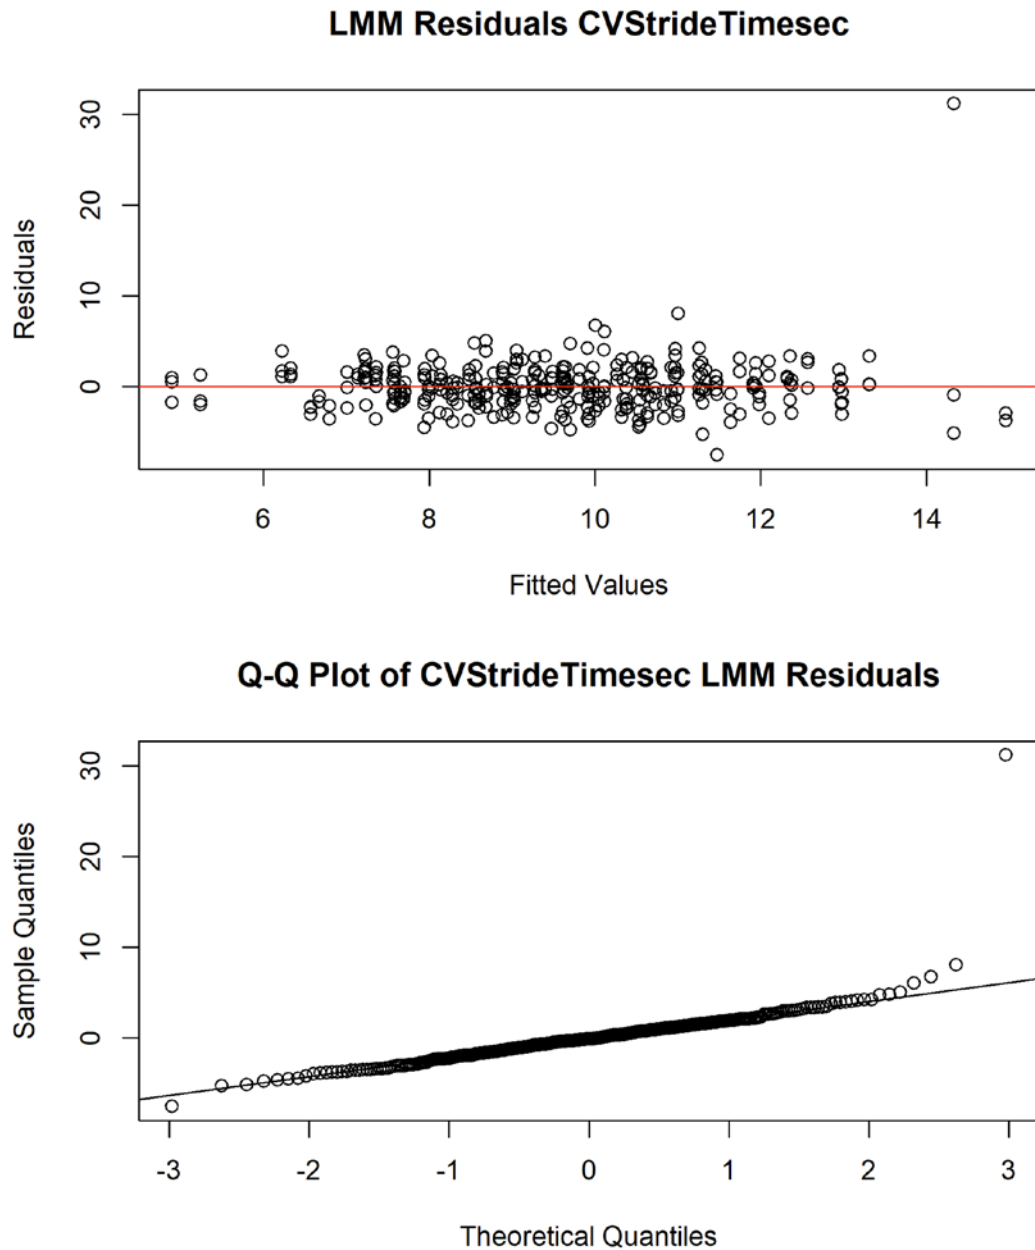 LMM Residuals CVStrideTimesec
30
20
10
0
Residuals
6 8 10 12 14
Fitted Values
Q-Q Plot of CVStrideTimesec LMM Residuals
30
20
10
0
Sample Quantiles
-3 -2 -1 0 1 2 3
Theoretical Quantiles